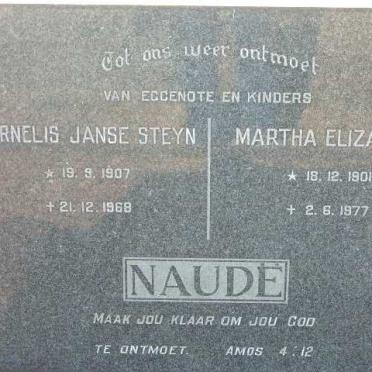 Tot ons weer ontmoet
VAN EGGENOTE EN KINDERS
RNELIS JANSE STEYN
★ 19. 9. 1907
+ 21. 12. 1968
MARTHA ELIZA
★ 18. 12. 1901
+ 2. 6. 1977
NAUDÉ
MAAK JOU KLAAR OM JOU GOD
TE ONTMOET. AMOS 4:12